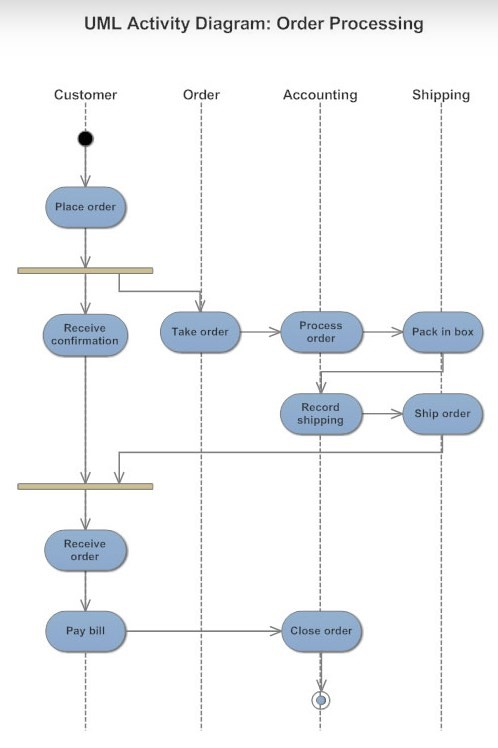 UML Activity Diagram: Order Processing
Customer
Order
Accounting
Shipping
Place order
Receive
confirmation
Take order
Process
order
Pack in box
Record
shipping
Ship order
Receive
order
Pay bill
Close order